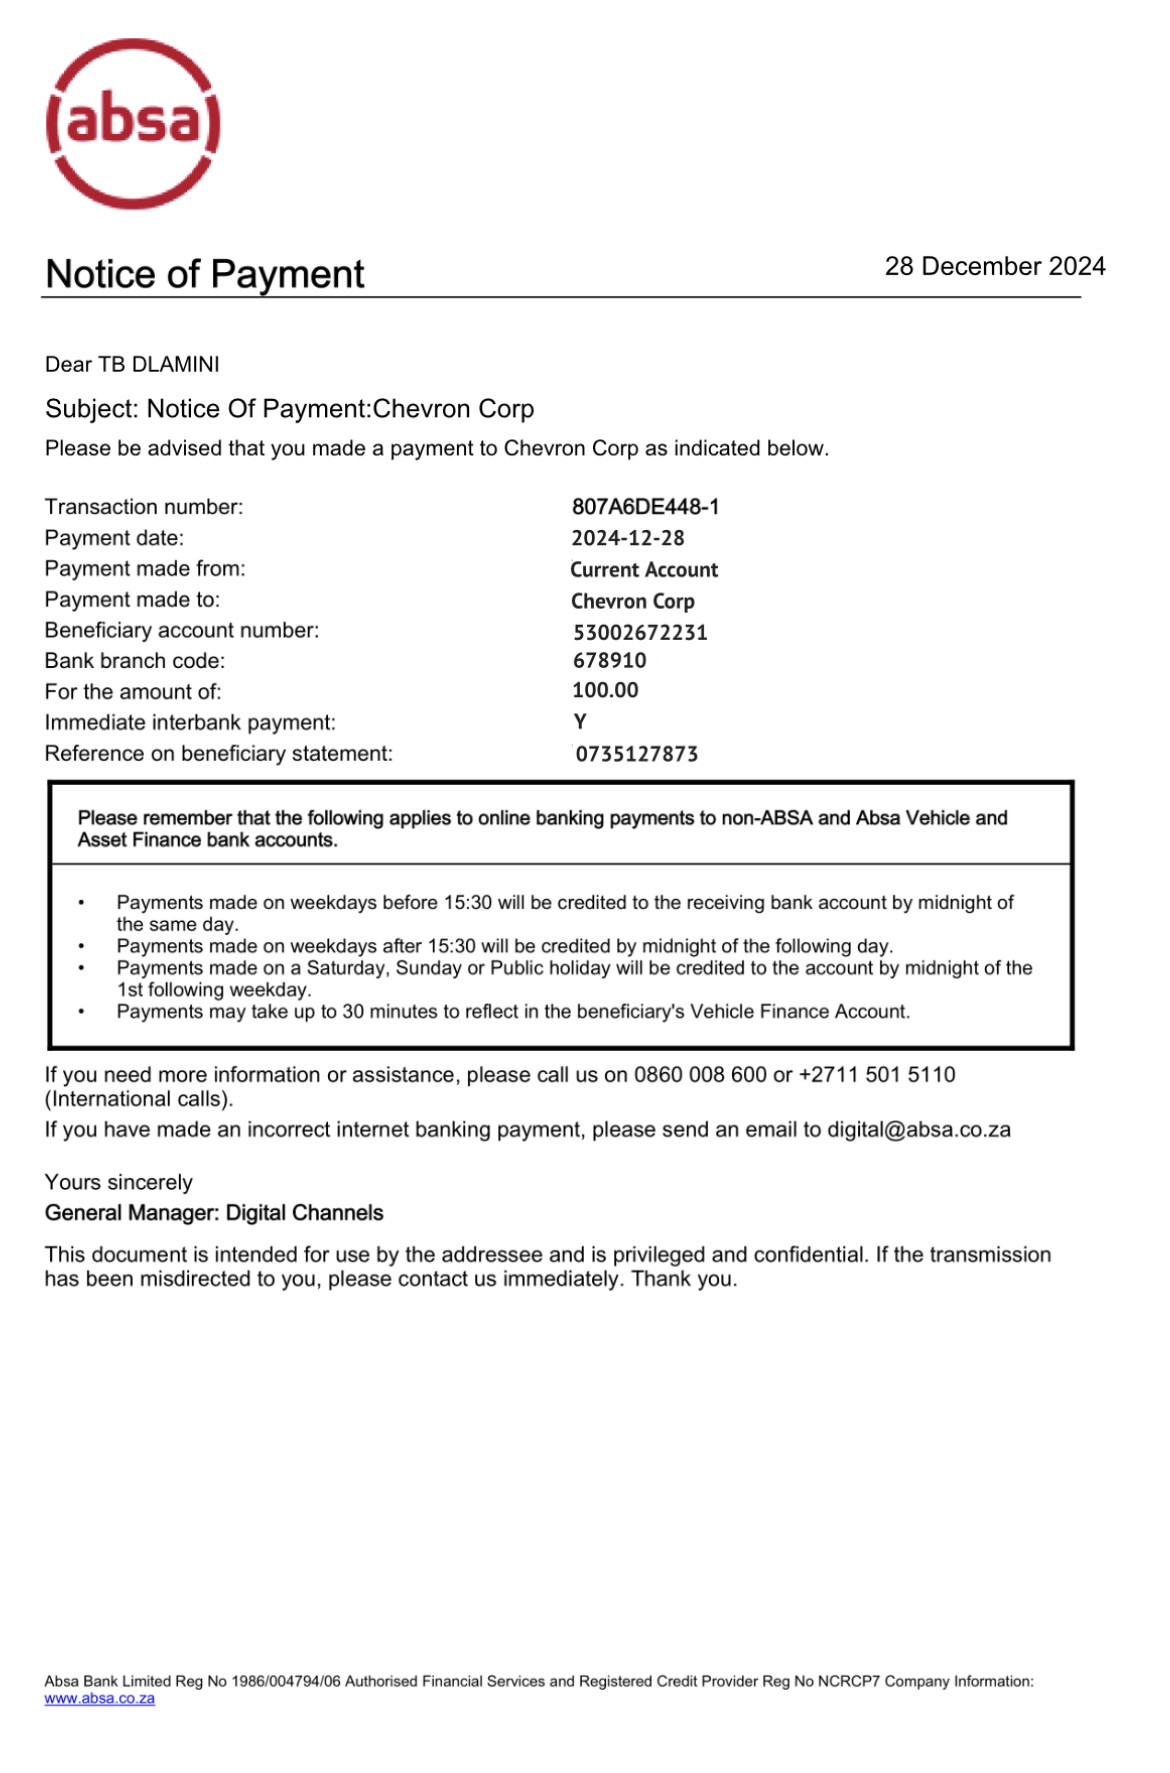 absa
Notice of Payment
28 December 2024
Dear TB DLAMINI
Subject: Notice Of Payment:Chevron Corp
Please be advised that you made a payment to Chevron Corp as indicated below.
Transaction number: 807A6DE448-1
Payment date: 2024-12-28
Payment made from: Current Account
Payment made to: Chevron Corp
Beneficiary account number: 53002672231
Bank branch code: 678910
For the amount of: 100.00
Immediate interbank payment: Y
Reference on beneficiary statement: 0735127873
Please remember that the following applies to online banking payments to non-ABSA and Absa Vehicle and
Asset Finance bank accounts.
• Payments made on weekdays before 15:30 will be credited to the receiving bank account by midnight of
the same day.
• Payments made on weekdays after 15:30 will be credited by midnight of the following day.
• Payments made on a Saturday, Sunday or Public holiday will be credited to the account by midnight of the
1st following weekday.
• Payments may take up to 30 minutes to reflect in the beneficiary's Vehicle Finance Account.
If you need more information or assistance, please call us on 0860 008 600 or +2711 501 5110
(International calls).
If you have made an incorrect internet banking payment, please send an email to digital@absa.co.za
Yours sincerely
General Manager: Digital Channels
This document is intended for use by the addressee and is privileged and confidential. If the transmission
has been misdirected to you, please contact us immediately. Thank you.
Absa Bank Limited Reg No 1986/004794/06 Authorised Financial Services and Registered Credit Provider Reg No NCRCP7 Company Information:
www.absa.co.za